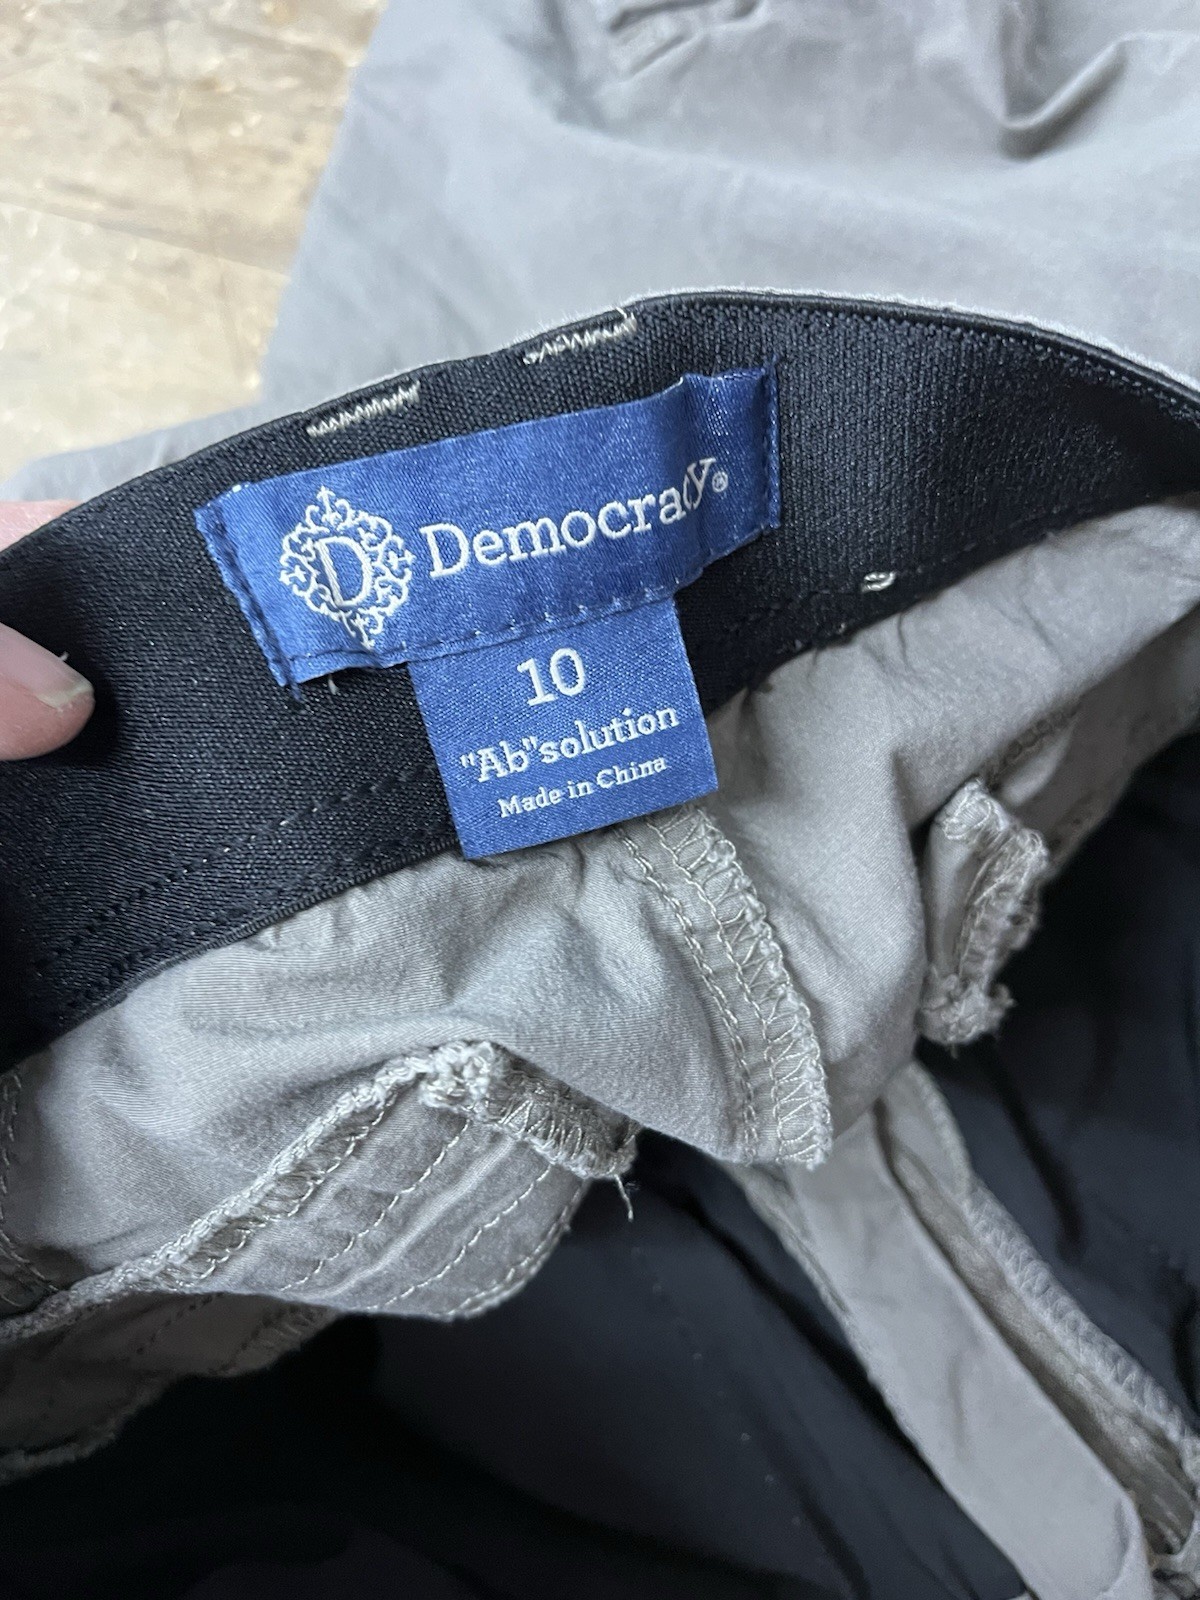 D Democracy®
10
"Ab"solution
Made in China